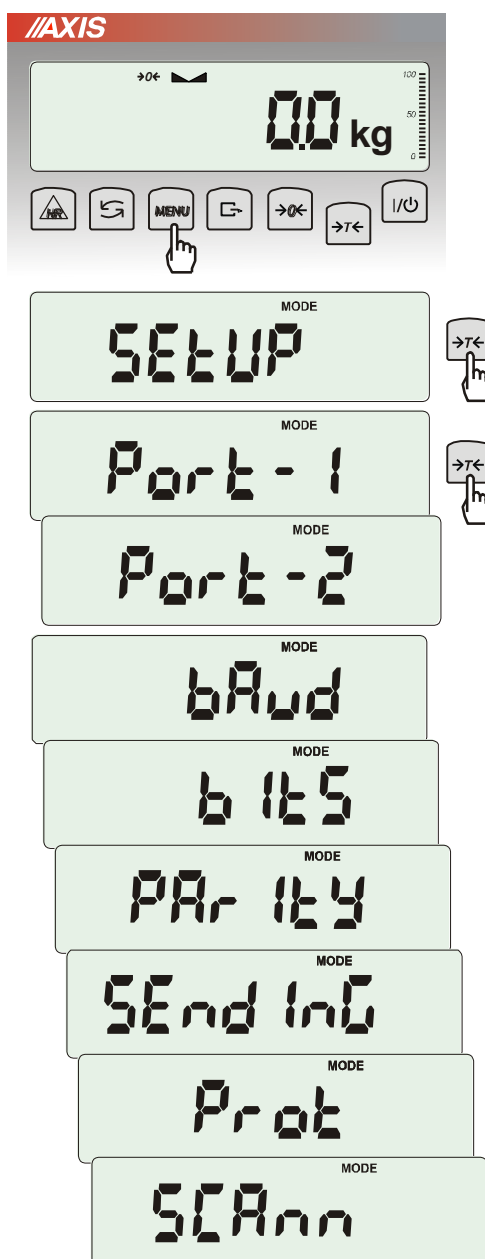 //AXIS
→0← 100
50
0.0 kg
0
HR MENU →0← →T← I/⏻
MODE
SEtUP
→T←
MODE
Port-1
→T←
MODE
Port-2
MODE
bAud
MODE
bItS
MODE
PArItY
MODE
SEndInG
MODE
Prot
MODE
SCAnn